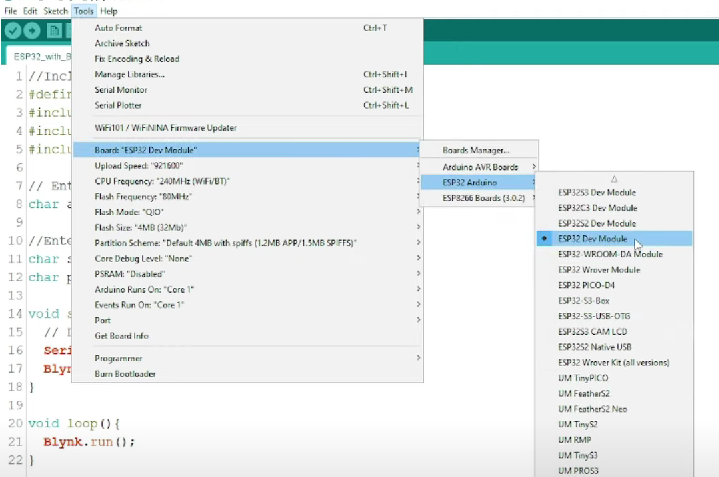 File Edit Sketch Tools Help
ESP32_with_B
Auto Format Ctrl+T
Archive Sketch
Fix Encoding & Reload
Manage Libraries... Ctrl+Shift+I
Serial Monitor Ctrl+Shift+M
Serial Plotter Ctrl+Shift+L
WiFi101 / WiFiNINA Firmware Updater
Board: "ESP32 Dev Module"
Upload Speed: "921600"
CPU Frequency: "240MHz (WiFi/BT)"
Flash Frequency: "80MHz"
Flash Mode: "QIO"
Flash Size: "4MB (32Mb)"
Partition Scheme: "Default 4MB with spiffs (1.2MB APP/1.5MB SPIFFS)"
Core Debug Level: "None"
PSRAM: "Disabled"
Arduino Runs On: "Core 1"
Events Run On: "Core 1"
Port
Get Board Info
Programmer
Burn Bootloader
Boards Manager...
Arduino AVR Boards
ESP32 Arduino
ESP8266 Boards (3.0.2)
ESP32S3 Dev Module
ESP32C3 Dev Module
ESP32S2 Dev Module
ESP32 Dev Module
ESP32-WROOM-DA Module
ESP32 Wrover Module
ESP32 PICO-D4
ESP32-S3-Box
ESP32-S3-USB-OTG
ESP32S3 CAM LCD
ESP32S2 Native USB
ESP32 Wrover Kit (all versions)
UM TinyPICO
UM FeatherS2
UM FeatherS2 Neo
UM TinyS2
UM RMP
UM TinyS3
UM PROS3
1 //Incl
2 #defin
3 #inclu
4 #inclu
5 #inclu
6
7 // Ent
8 char a
9
10 //Ente
11 char s
12 char p
13
14 void s
15 // D
16 Seri
17 Blyn
18 }
19
20 void loop(){
21 Blynk.run();
22 }